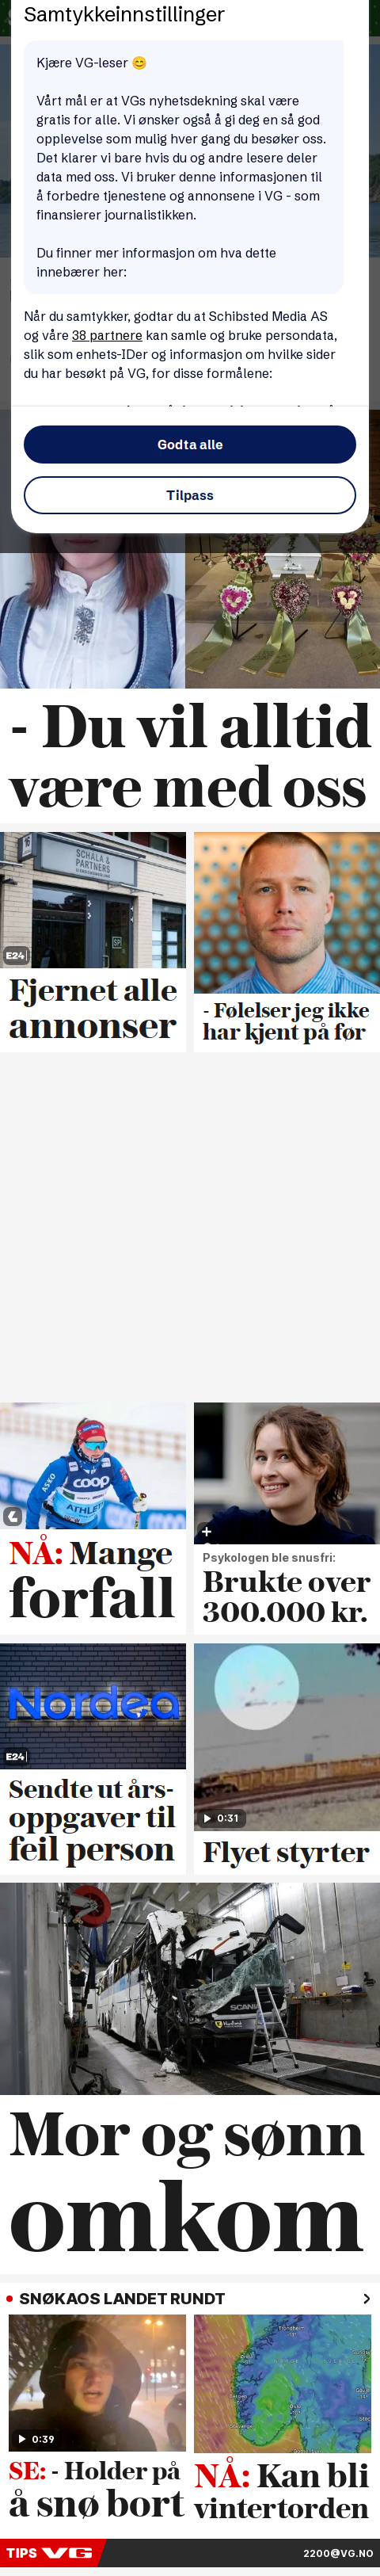 Samtykkeinnstillinger
Kjære VG-leser 😊
Vårt mål er at VGs nyhetsdekning skal være
gratis for alle. Vi ønsker også å gi deg en så god
opplevelse som mulig hver gang du besøker oss.
Det klarer vi bare hvis du og andre lesere deler
data med oss. Vi bruker denne informasjonen til
å forbedre tjenestene og annonsene i VG - som
finansierer journalistikken.
Du finner mer informasjon om hva dette
innebærer her:
Når du samtykker, godtar du at Schibsted Media AS
og våre 38 partnere kan samle og bruke persondata,
slik som enhets-IDer og informasjon om hvilke sider
du har besøkt på VG, for disse formålene:
Godta alle
Tilpass
- Du vil alltid
være med oss
SCHALA &
PARTNERS
E24
Fjernet alle
annonser
- Følelser jeg ikke
har kjent på før
coop
NÅ: Mange
forfall
Psykologen ble snusfri:
Brukte over
300.000 kr.
Nordea
E24
Sendte ut års-
oppgaver til
feil person
0:31
Flyet styrter
SCANIA
Mor og sønn
omkom
SNØKAOS LANDET RUNDT
0:39
SE: - Holder på
å snø bort
NÅ: Kan bli
vintertorden
TIPS VG
2200@VG.NO